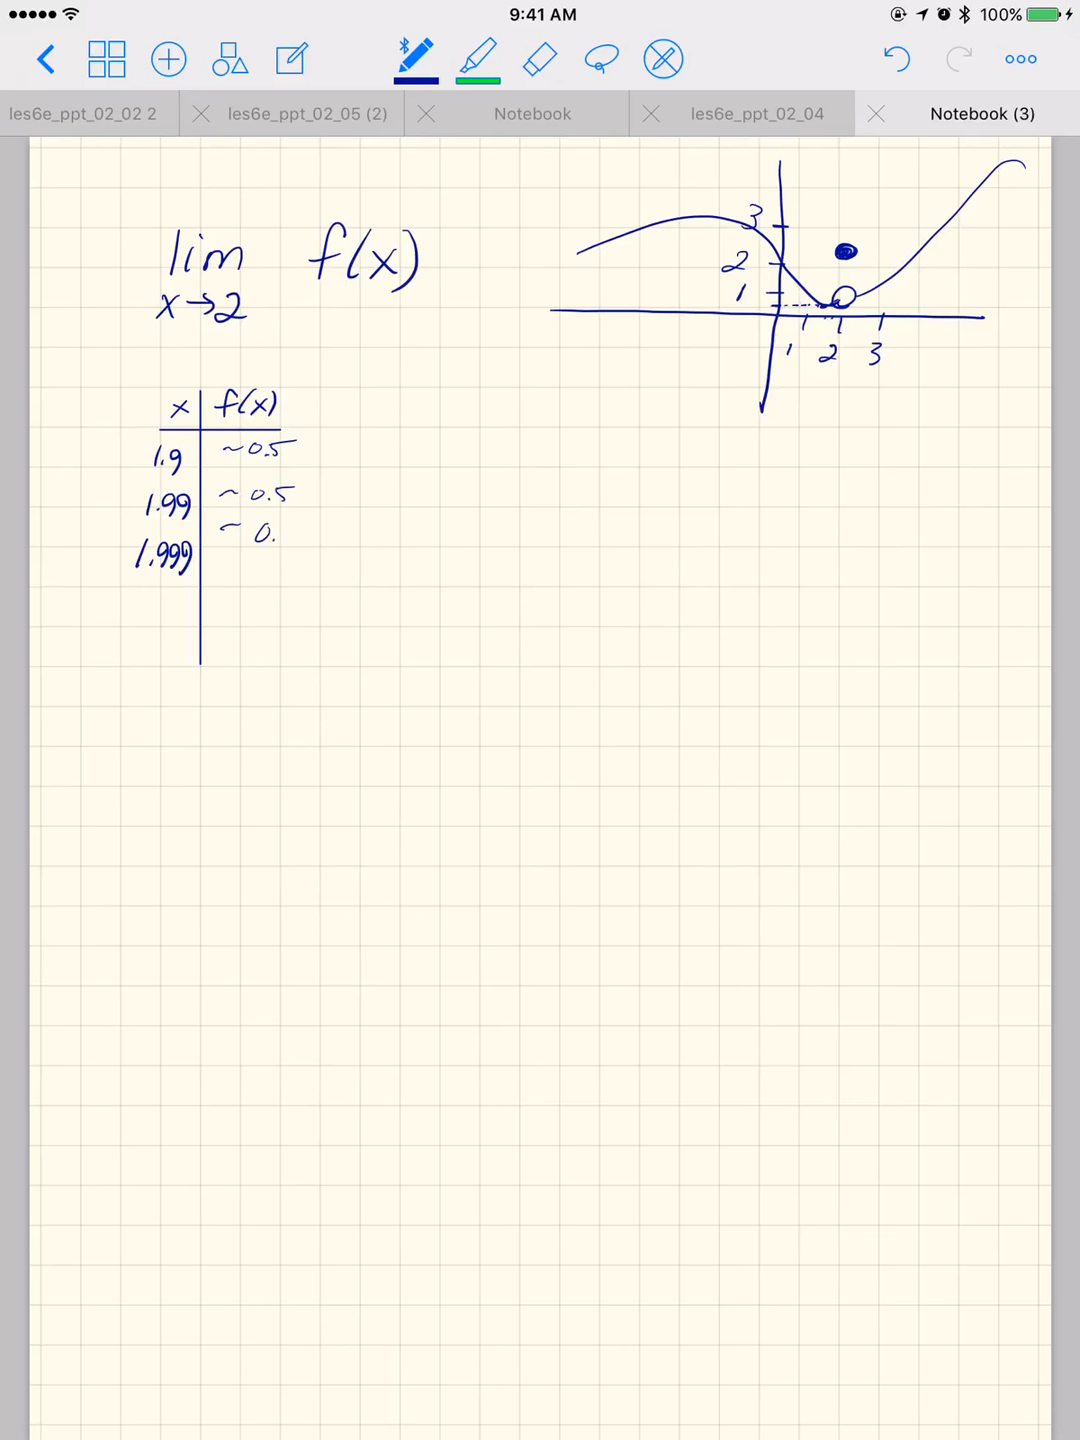 9:41 AM 100%
les6e_ppt_02_02 2 les6e_ppt_02_05 (2) Notebook les6e_ppt_02_04 Notebook (3)
lim f(x)
x→2
3
2
1
1 2 3
x f(x)
1.9 ~0.5
1.99 ~0.5
1.999 ~0.